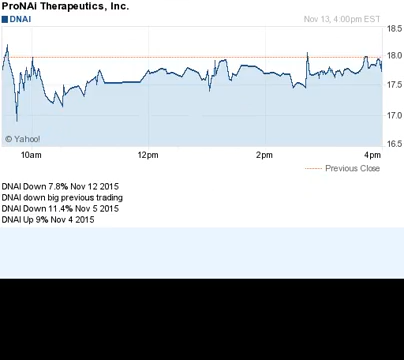 ProNAi Therapeutics, Inc.
DNAI Nov 13, 4:00pm EST
18.5
18.0
17.5
17.0
16.5
© Yahoo!
10am 12pm 2pm 4pm
Previous Close
DNAI Down 7.8% Nov 12 2015
DNAI down big previous trading
DNAI Down 11.4% Nov 5 2015
DNAI Up 9% Nov 4 2015